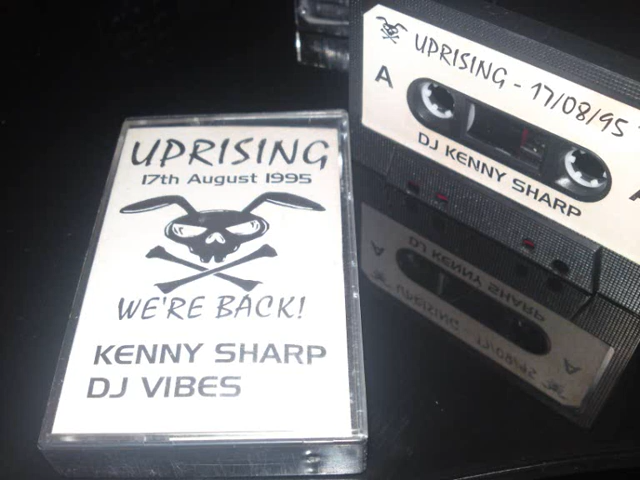 UPRISING
17th August 1995
WE'RE BACK!
KENNY SHARP
DJ VIBES
UPRISING - 17/08/95
A
DJ KENNY SHARP